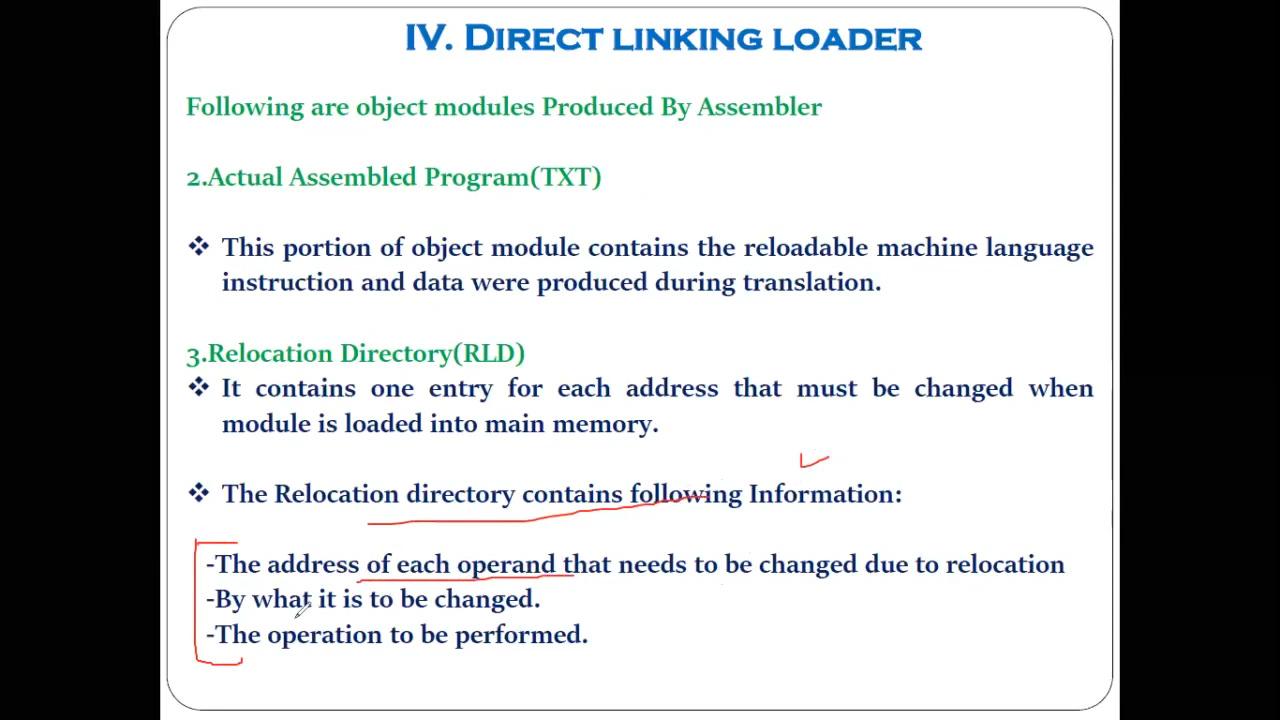 IV. DIRECT LINKING LOADER
Following are object modules Produced By Assembler
2.Actual Assembled Program(TXT)
❖ This portion of object module contains the reloadable machine language
instruction and data were produced during translation.
3.Relocation Directory(RLD)
❖ It contains one entry for each address that must be changed when
module is loaded into main memory.
❖ The Relocation directory contains following Information:
-The address of each operand that needs to be changed due to relocation
-By what it is to be changed.
-The operation to be performed.